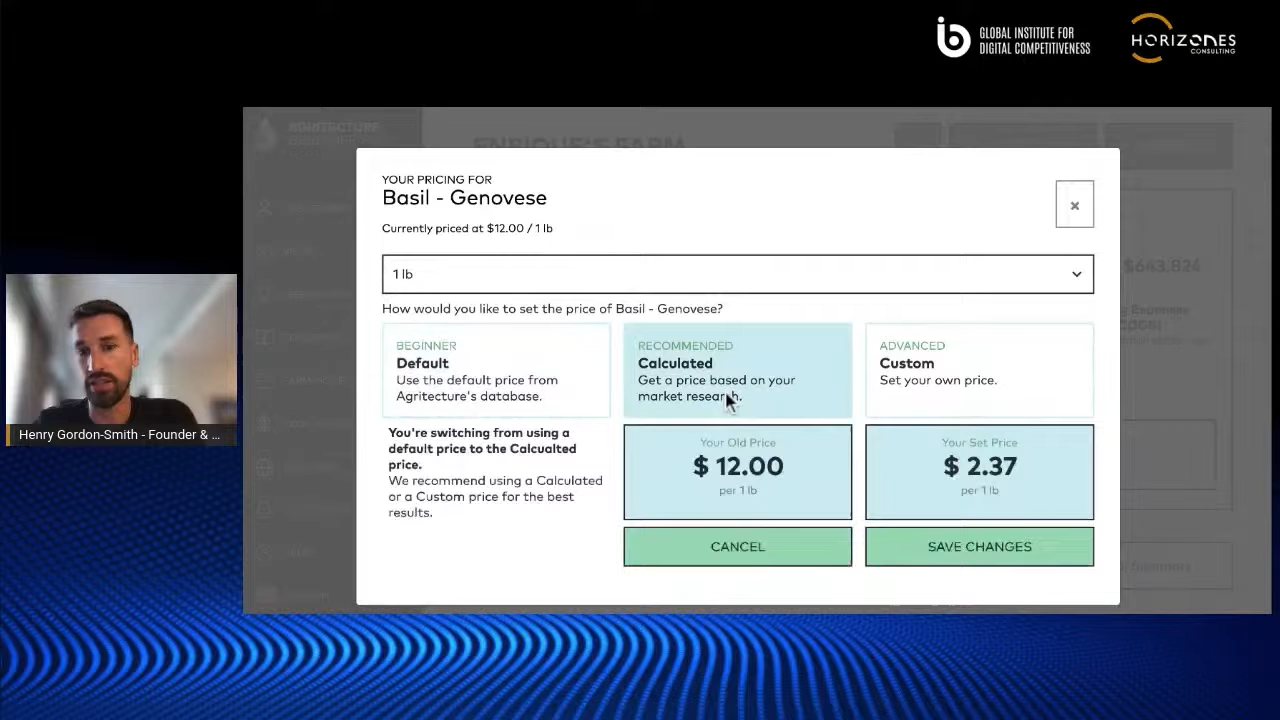 GLOBAL INSTITUTE FOR
DIGITAL COMPETITIVENESS
HORIZONES
CONSULTING
ENRIQUE'S FARM
YOUR PRICING FOR
Basil - Genovese
Currently priced at $12.00 / 1 lb
1 lb
How would you like to set the price of Basil - Genovese?
BEGINNER
Default
Use the default price from
Agritecture's database.
RECOMMENDED
Calculated
Get a price based on your
market research.
ADVANCED
Custom
Set your own price.
You're switching from using a
default price to the Calcualted
price.
We recommend using a Calculated
or a Custom price for the best
results.
Your Old Price
$ 12.00
per 1 lb
Your Set Price
$ 2.37
per 1 lb
CANCEL
SAVE CHANGES
$643,824
Henry Gordon-Smith - Founder & ...